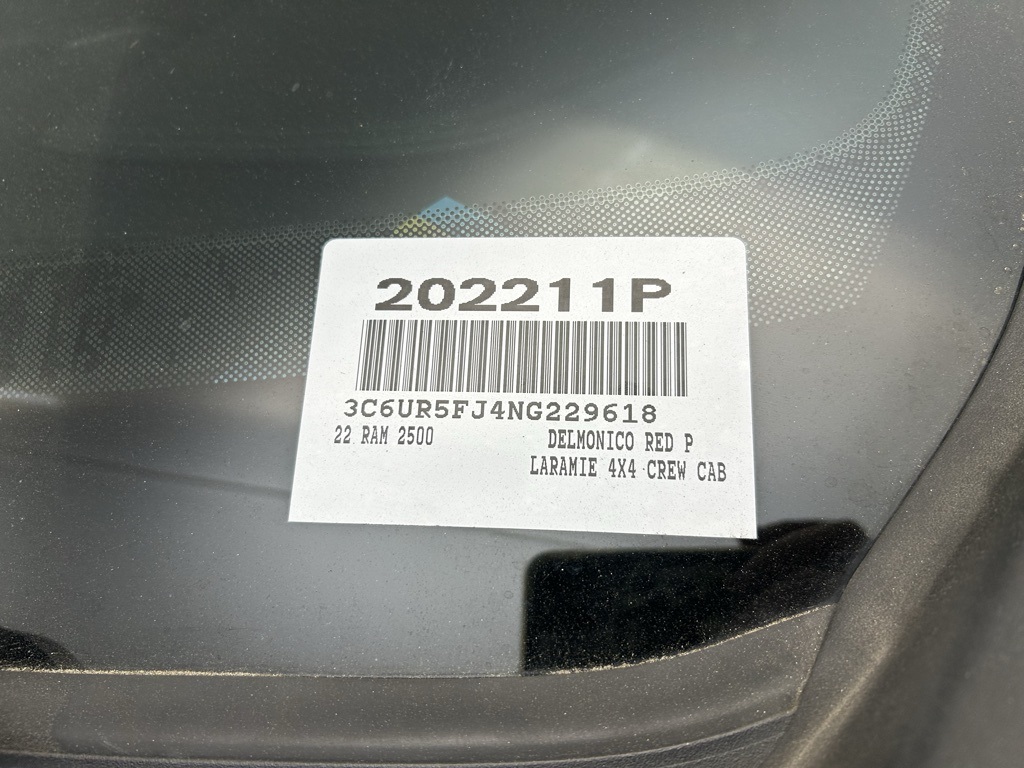 202211P
3C6UR5FJ4NG229618
22 RAM 2500 DELMONICO RED P
LARAMIE 4X4 CREW CAB